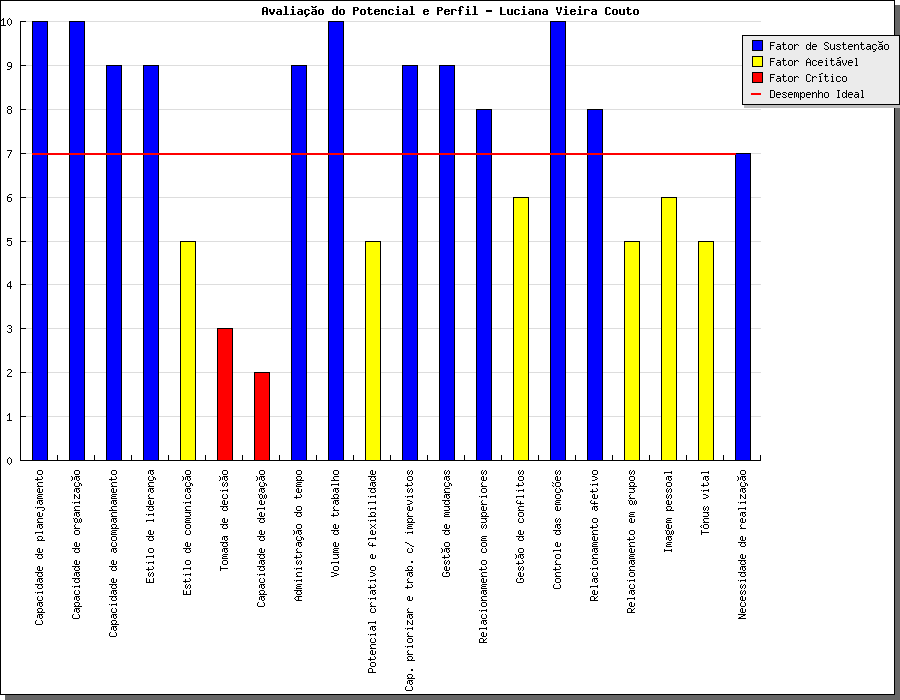 Avaliação do Potencial e Perfil - Luciana Vieira Couto
Fator de Sustentação
Fator Aceitável
Fator Crítico
Desempenho Ideal
10
9
8
7
6
5
4
3
2
1
0
Capacidade de planejamento
Capacidade de organização
Capacidade de acompanhamento
Estilo de liderança
Estilo de comunicação
Tomada de decisão
Capacidade de delegação
Administração do tempo
Volume de trabalho
Potencial criativo e flexibilidade
Cap. priorizar e trab. c/ imprevistos
Gestão de mudanças
Relacionamento com superiores
Gestão de conflitos
Controle das emoções
Relacionamento afetivo
Relacionamento em grupos
Imagem pessoal
Tônus vital
Necessidade de realização